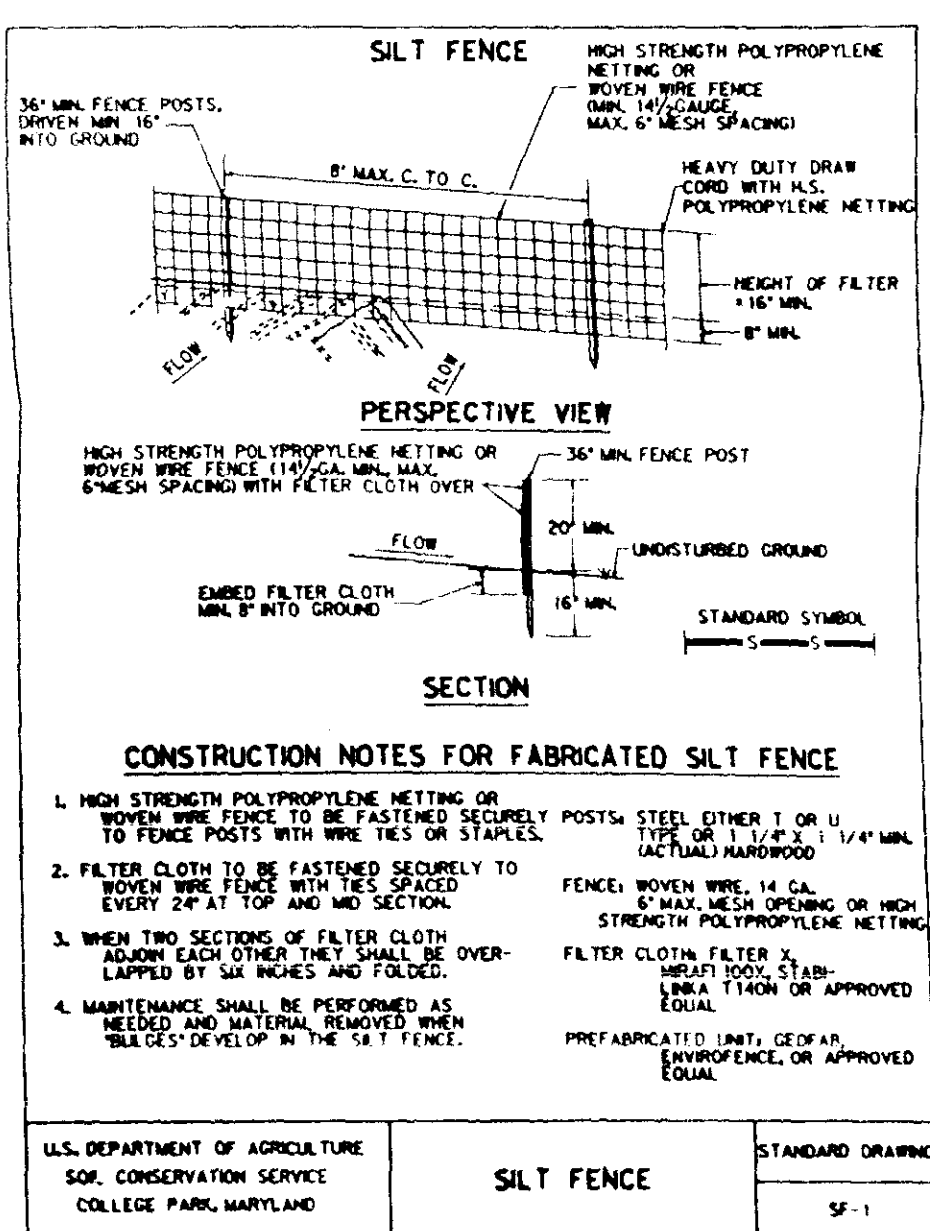 SILT FENCE
HIGH STRENGTH POLYPROPYLENE
NETTING OR
WOVEN WIRE FENCE
(MIN. 14 1/2 GAUGE,
MAX. 6" MESH SPACING)
36" MIN. FENCE POSTS,
DRIVEN MIN 16"
INTO GROUND
8' MAX. C. TO C.
HEAVY DUTY DRAW
CORD WITH H.S.
POLYPROPYLENE NETTING
HEIGHT OF FILTER
= 16" MIN.
8" MIN.
FLOW
FLOW
PERSPECTIVE VIEW
HIGH STRENGTH POLYPROPYLENE NETTING OR
WOVEN WIRE FENCE (14 1/2 GA. MIN., MAX.
6" MESH SPACING) WITH FILTER CLOTH OVER
36" MIN. FENCE POST
20" MIN.
FLOW
UNDISTURBED GROUND
EMBED FILTER CLOTH
MIN. 8" INTO GROUND
16" MIN.
STANDARD SYMBOL
S S
SECTION
CONSTRUCTION NOTES FOR FABRICATED SILT FENCE
1. HIGH STRENGTH POLYPROPYLENE NETTING OR
WOVEN WIRE FENCE TO BE FASTENED SECURELY
TO FENCE POSTS WITH WIRE TIES OR STAPLES.
2. FILTER CLOTH TO BE FASTENED SECURELY TO
WOVEN WIRE FENCE WITH TIES SPACED
EVERY 24" AT TOP AND MID SECTION.
3. WHEN TWO SECTIONS OF FILTER CLOTH
ADJOIN EACH OTHER THEY SHALL BE OVER-
LAPPED BY SIX INCHES AND FOLDED.
4. MAINTENANCE SHALL BE PERFORMED AS
NEEDED AND MATERIAL REMOVED WHEN
"BULGES" DEVELOP IN THE SILT FENCE.
POSTS: STEEL EITHER T OR U
TYPE OR 1 1/4" X 1 1/4" MIN.
(ACTUAL) HARDWOOD
FENCE: WOVEN WIRE, 14 GA.
6" MAX. MESH OPENING OR HIGH
STRENGTH POLYPROPYLENE NETTING
FILTER CLOTH: FILTER X,
MIRAFI 100X, STABI-
LINKA T140N OR APPROVED
EQUAL
PREFABRICATED UNIT: GEOFAB,
ENVIROFENCE, OR APPROVED
EQUAL
U.S. DEPARTMENT OF AGRICULTURE
SOIL CONSERVATION SERVICE
COLLEGE PARK, MARYLAND
SILT FENCE
STANDARD DRAWING
SF-1